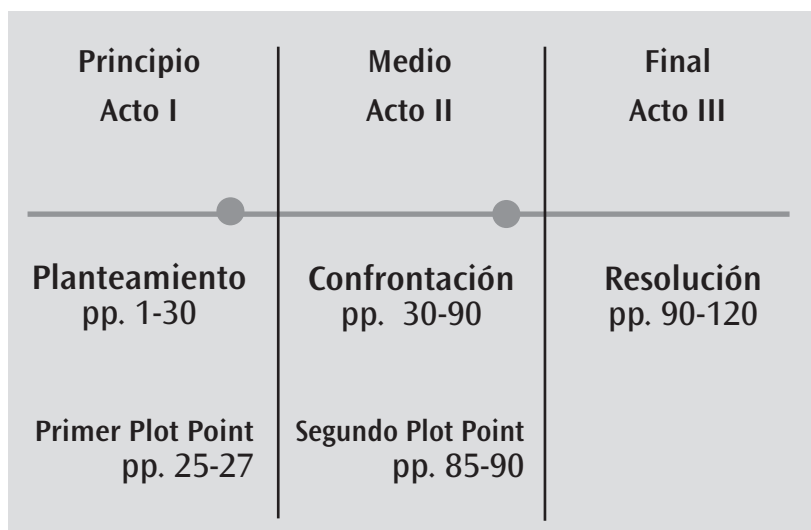 Principio
Acto I
Medio
Acto II
Final
Acto III
Planteamiento
pp. 1-30
Confrontación
pp. 30-90
Resolución
pp. 90-120
Primer Plot Point
pp. 25-27
Segundo Plot Point
pp. 85-90